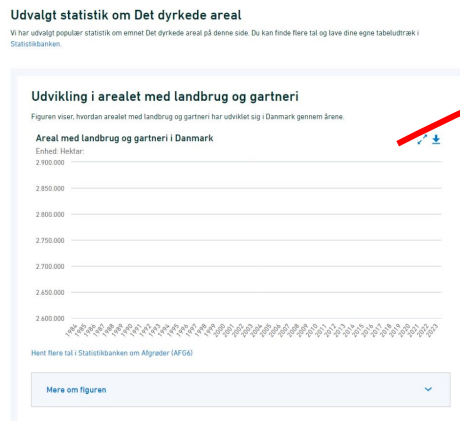 Udvalgt statistik om Det dyrkede areal
Vi har udvalgt populær statistik om emnet Det dyrkede areal på denne side. Du kan finde flere tal og lave dine egne tabeludtræk i
Statistikbanken.
Udvikling i arealet med landbrug og gartneri
Figuren viser, hvordan arealet med landbrug og gartneri har udviklet sig i Danmark gennem årene.
Areal med landbrug og gartneri i Danmark
Enhed: Hektar:
2.900.000
2.850.000
2.800.000
2.750.000
2.700.000
2.650.000
2.600.000
1984 1985 1986 1987 1988 1989 1990 1991 1992 1993 1994 1995 1996 1997 1998 1999 2000 2001 2002 2003 2004 2005 2006 2007 2008 2009 2010 2011 2012 2013 2014 2015 2016 2017 2018 2019 2020 2021 2022 2023
Hent flere tal i Statistikbanken om Afgrøder (AFG6)
Mere om figuren